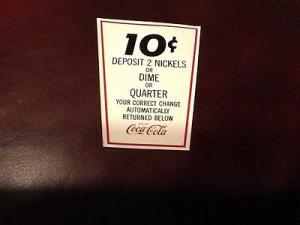 10¢
DEPOSIT 2 NICKELS
OR
DIME
OR
QUARTER
YOUR CORRECT CHANGE
AUTOMATICALLY
RETURNED BELOW
Coca-Cola